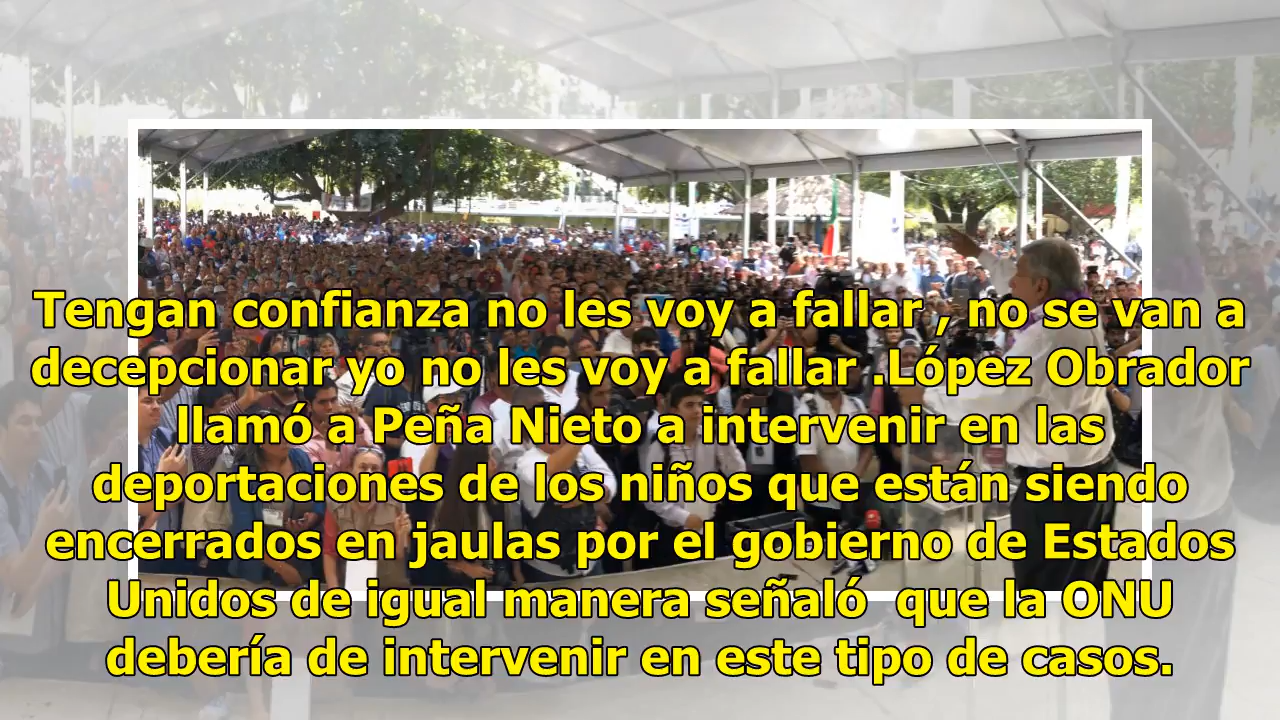 Tengan confianza no les voy a fallar , no se van a
decepcionar yo no les voy a fallar .López Obrador
llamó a Peña Nieto a intervenir en las
deportaciones de los niños que están siendo
encerrados en jaulas por el gobierno de Estados
Unidos de igual manera señaló  que la ONU
debería de intervenir en este tipo de casos.